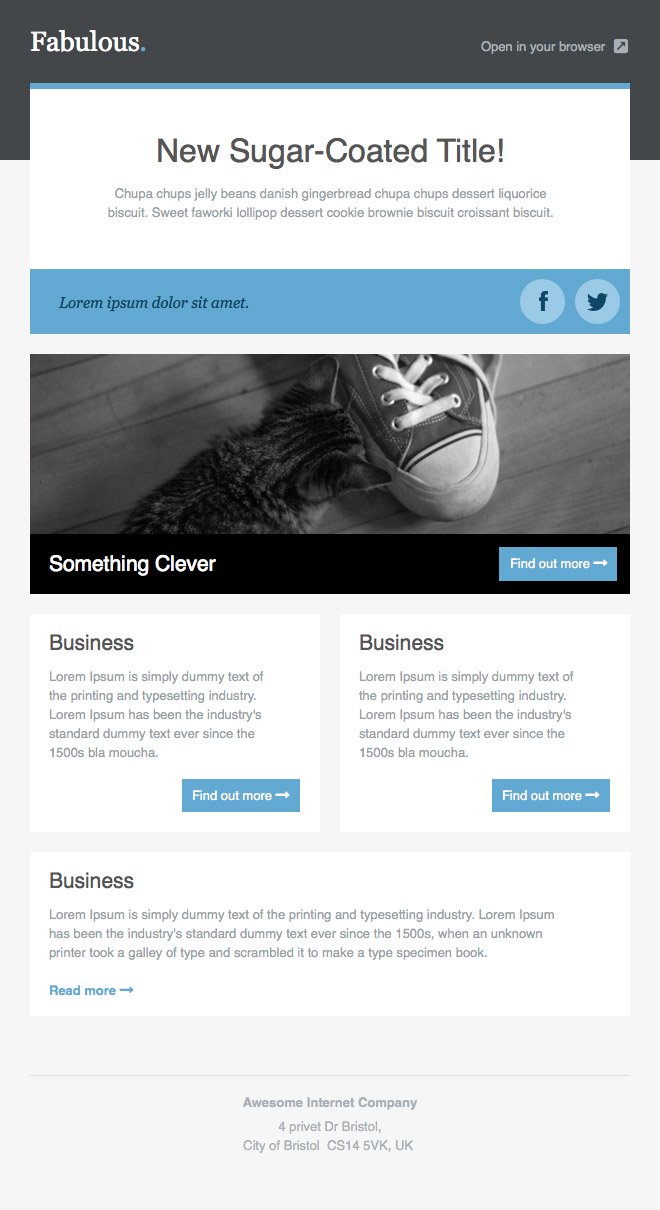 Fabulous.
Open in your browser
New Sugar-Coated Title!
Chupa chups jelly beans danish gingerbread chupa chups dessert liquorice
biscuit. Sweet faworki lollipop dessert cookie brownie biscuit croissant biscuit.
Lorem ipsum dolor sit amet.
Something Clever
Find out more →
Business
Lorem Ipsum is simply dummy text of
the printing and typesetting industry.
Lorem Ipsum has been the industry's
standard dummy text ever since the
1500s bla moucha.
Find out more →
Business
Lorem Ipsum is simply dummy text of
the printing and typesetting industry.
Lorem Ipsum has been the industry's
standard dummy text ever since the
1500s bla moucha.
Find out more →
Business
Lorem Ipsum is simply dummy text of the printing and typesetting industry. Lorem Ipsum
has been the industry's standard dummy text ever since the 1500s, when an unknown
printer took a galley of type and scrambled it to make a type specimen book.
Read more →
Awesome Internet Company
4 privet Dr Bristol,
City of Bristol  CS14 5VK, UK